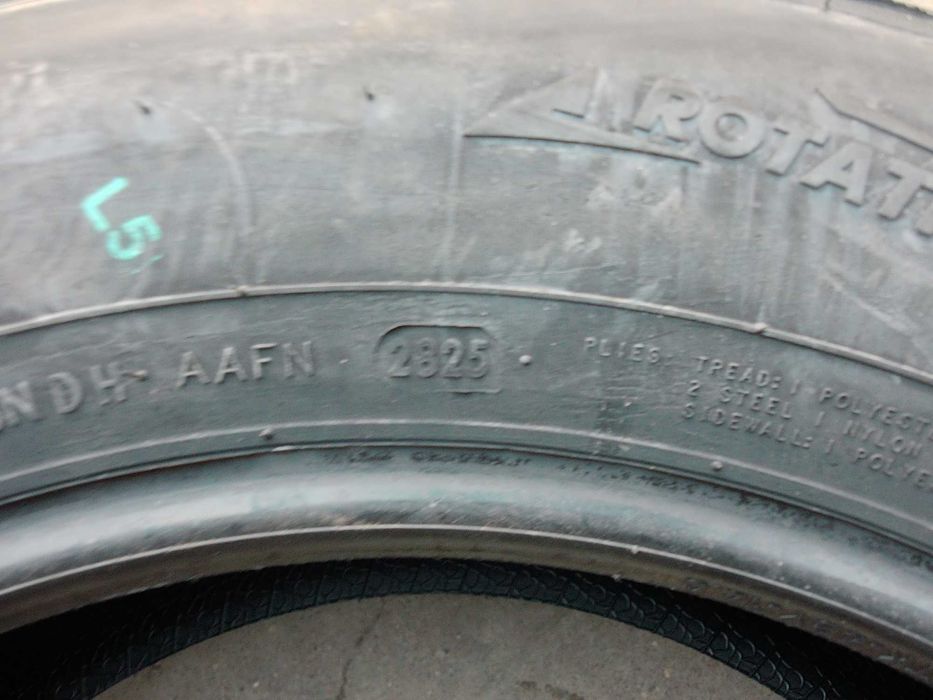 ROTAT
L5
NDH AAFN 2825
PLIES: TREAD: 1 POLYEST
2 STEEL 1 NYLON
SIDEWALL: 1 POLYE